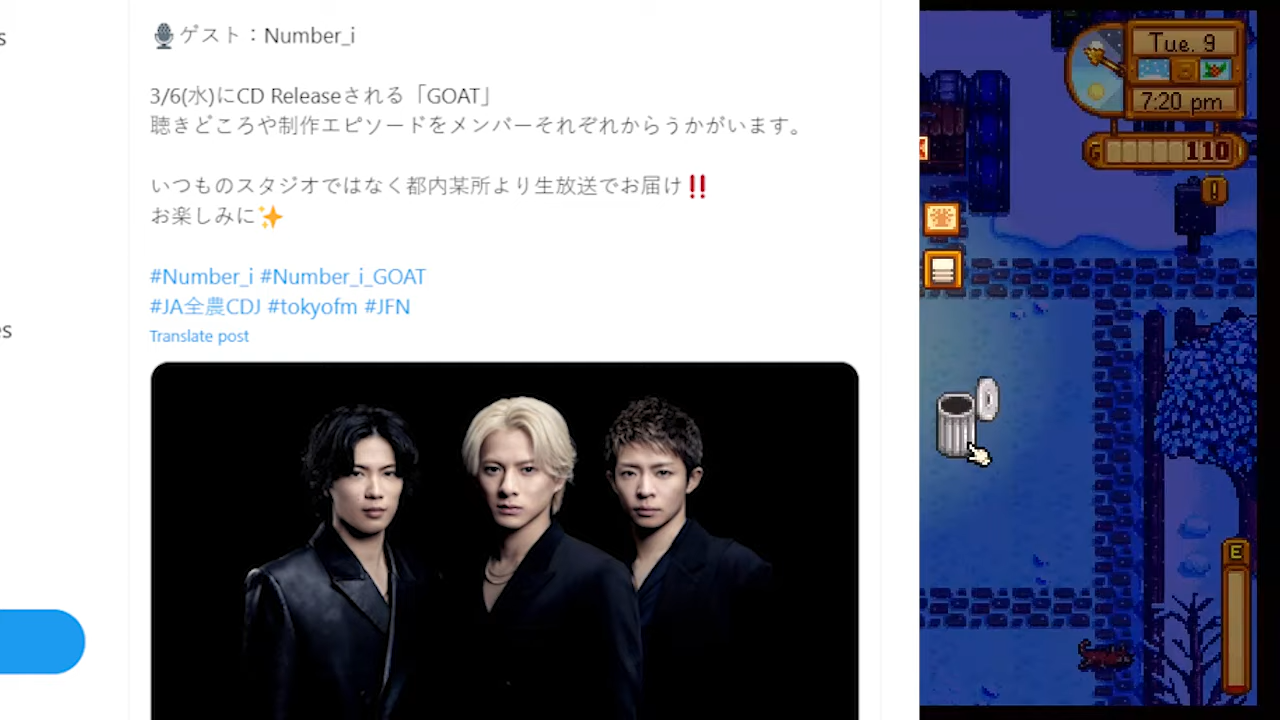 s
🎙️ゲスト：Number_i
3/6(水)にCD Releaseされる「GOAT」
聴きどころや制作エピソードをメンバーそれぞれからうかがいます。
いつものスタジオではなく都内某所より生放送でお届け‼️
お楽しみに✨
#Number_i #Number_i_GOAT
#JA全農CDJ #tokyofm #JFN
es
Translate post
Tue. 9
7:20 pm
G 110
!
E